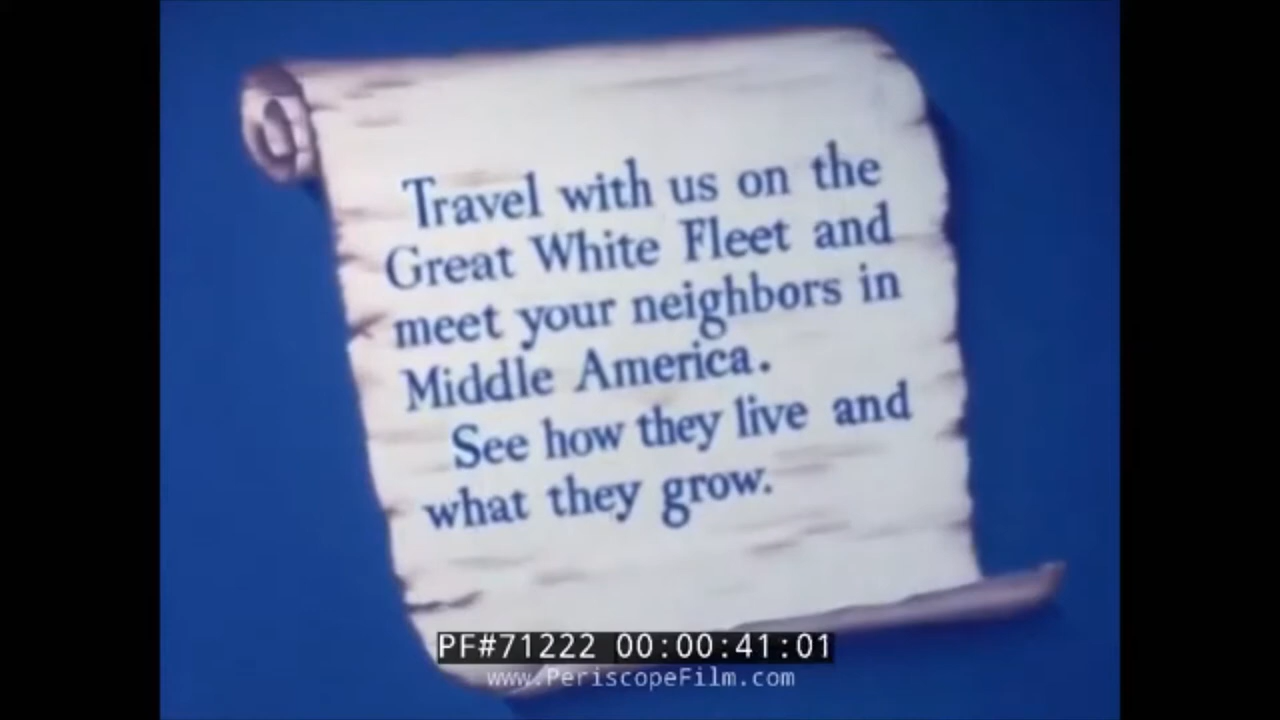 Travel with us on the
Great White Fleet and
meet your neighbors in
Middle America.
See how they live and
what they grow.
PF#71222 00:00:41:01
www.PeriscopeFilm.com